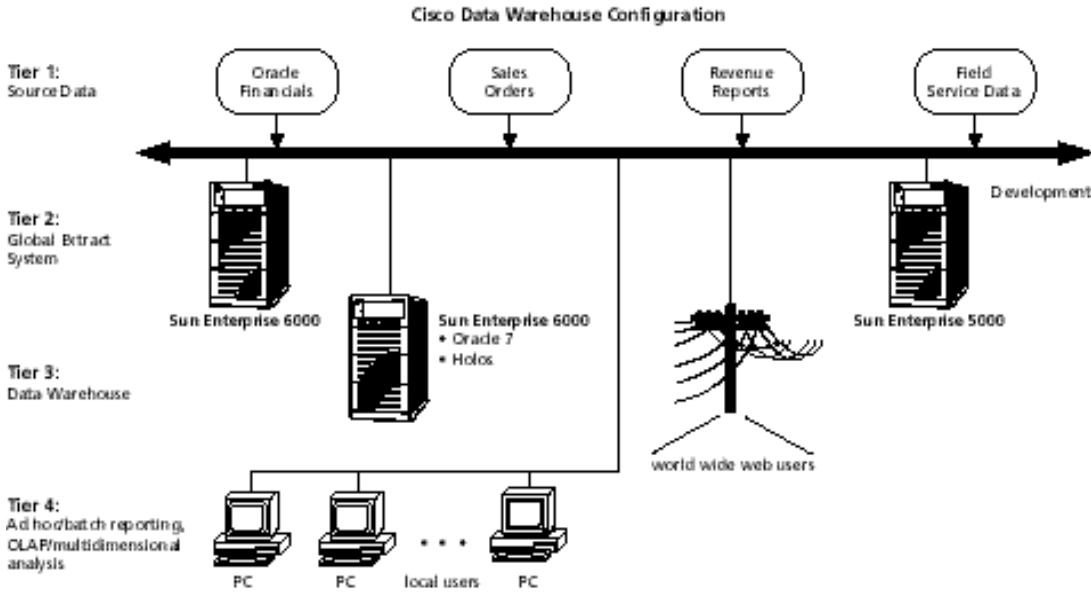 Cisco Data Warehouse Configuration
Tier 1:
Source Data
Oracle
Financials
Sales
Orders
Revenue
Reports
Field
Service Data
Development
Tier 2:
Global Extract
System
Sun Enterprise 6000
Sun Enterprise 6000
• Oracle 7
• Holos
Sun Enterprise 5000
Tier 3:
Data Warehouse
world wide web users
Tier 4:
Ad hoc/batch reporting,
OLAP/multidimensional
analysis
PC
PC
• • •
local users
PC